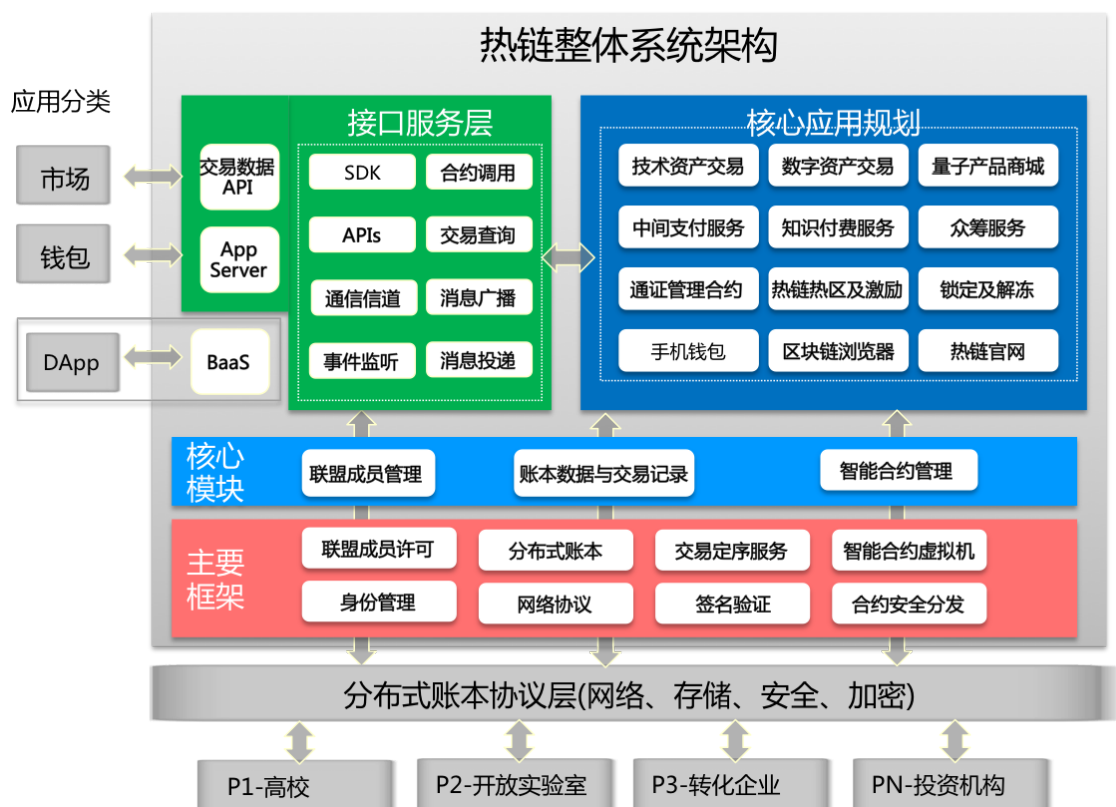 热链整体系统架构
应用分类
市场
钱包
DApp
交易数据
API
App
Server
BaaS
接口服务层
SDK
合约调用
APIs
交易查询
通信信道
消息广播
事件监听
消息投递
核心应用规划
技术资产交易
数字资产交易
量子产品商城
中间支付服务
知识付费服务
众筹服务
通证管理合约
热链热区及激励
锁定及解冻
手机钱包
区块链浏览器
热链官网
核心
模块
联盟成员管理
账本数据与交易记录
智能合约管理
主要
框架
联盟成员许可
分布式账本
交易定序服务
智能合约虚拟机
身份管理
网络协议
签名验证
合约安全分发
分布式账本协议层(网络、存储、安全、加密)
P1-高校
P2-开放实验室
P3-转化企业
PN-投资机构